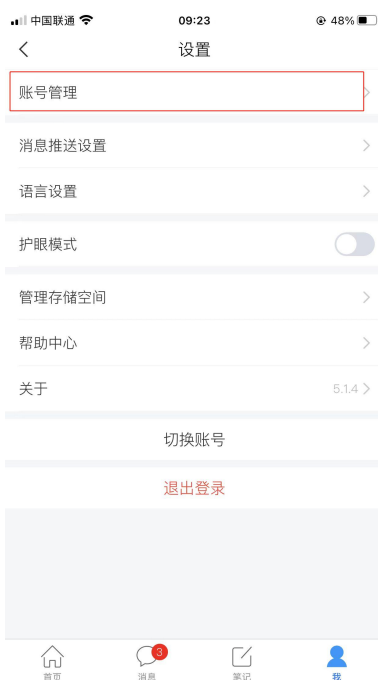 中国联通 09:23 48%
设置
账号管理
消息推送设置
语言设置
护眼模式
管理存储空间
帮助中心
关于 5.1.4
切换账号
退出登录
3
首页 消息 笔记 我